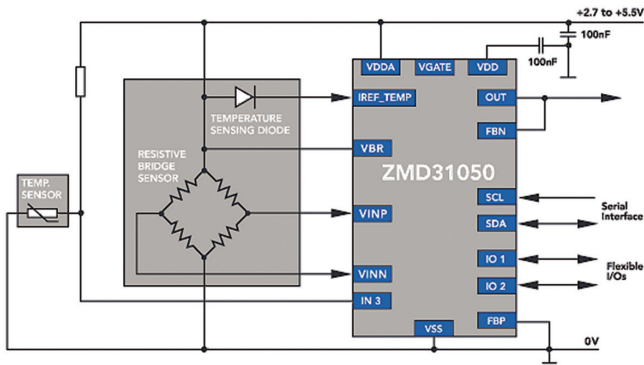 +2.7 to +5.5V
100nF
100nF
VDDA
VGATE
VDD
IREF_TEMP
OUT
TEMPERATURE
SENSING DIODE
FBN
RESISTIVE
BRIDGE
SENSOR
VBR
ZMD31050
TEMP.
SENSOR
SCL
Serial
Interface
VINP
SDA
IO 1
Flexible
I/Os
VINN
IO 2
IN 3
FBP
VSS
0V